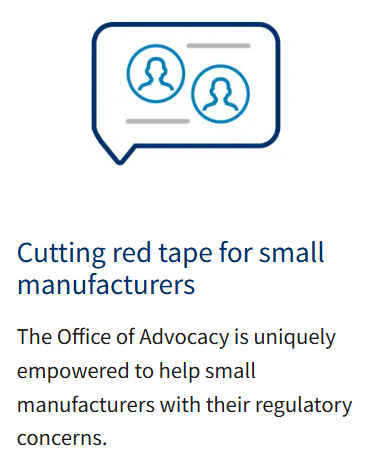 Cutting red tape for small
manufacturers
The Office of Advocacy is uniquely
empowered to help small
manufacturers with their regulatory
concerns.